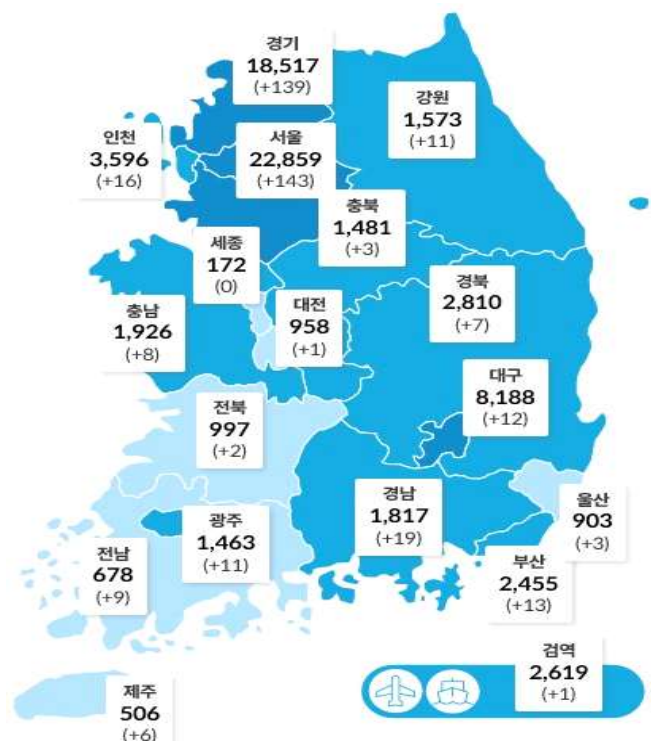 경기
18,517
(+139)
강원
1,573
(+11)
인천
3,596
(+16)
서울
22,859
(+143)
충북
1,481
(+3)
세종
172
(0)
경북
2,810
(+7)
충남
1,926
(+8)
대전
958
(+1)
대구
8,188
(+12)
전북
997
(+2)
경남
1,817
(+19)
울산
903
(+3)
광주
1,463
(+11)
전남
678
(+9)
부산
2,455
(+13)
검역
2,619
(+1)
제주
506
(+6)